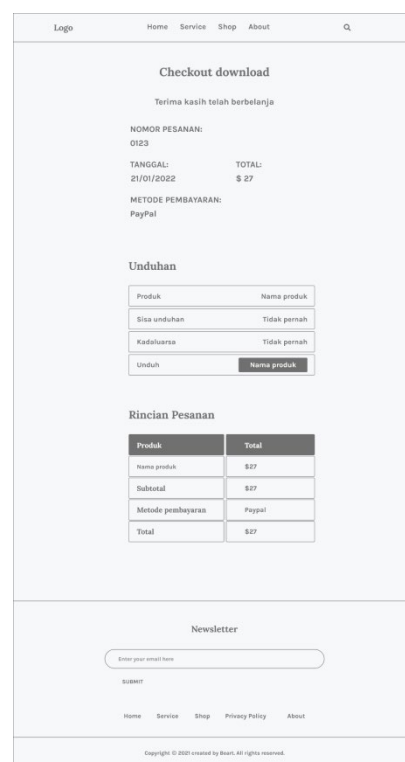 Logo Home Service Shop About
Checkout download
Terima kasih telah berbelanja
NOMOR PESANAN:
0123
TANGGAL: TOTAL:
21/01/2022 $ 27
METODE PEMBAYARAN:
PayPal
Unduhan
Produk Nama produk
Sisa unduhan Tidak pernah
Kadaluarsa Tidak pernah
Unduh Nama produk
Rincian Pesanan
Produk Total
Nama produk $27
Subtotal $27
Metode pembayaran Paypal
Total $27
Newsletter
Enter your email here
SUBMIT
Home Service Shop Privacy Policy About
Copyright © 2021 created by Beart. All rights reserved.